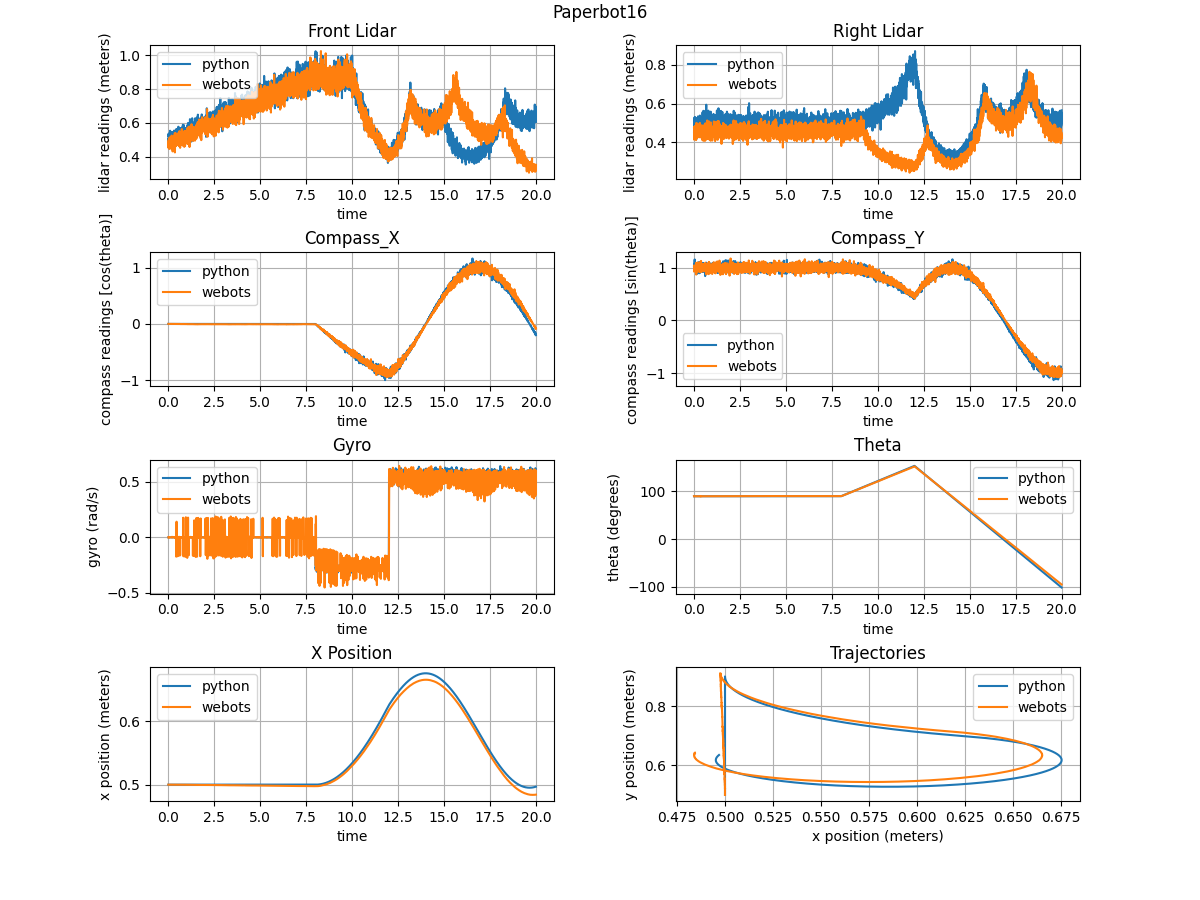 Paperbot16
Front Lidar
lidar readings (meters)
1.0
0.8
0.6
0.4
python
webots
0.0 2.5 5.0 7.5 10.0 12.5 15.0 17.5 20.0
time
Right Lidar
lidar readings (meters)
0.8
0.6
0.4
python
webots
0.0 2.5 5.0 7.5 10.0 12.5 15.0 17.5 20.0
time
Compass_X
compass readings [cos(theta)]
1
0
−1
python
webots
0.0 2.5 5.0 7.5 10.0 12.5 15.0 17.5 20.0
time
Compass_Y
compass readings [sin(theta)]
1
0
−1
python
webots
0.0 2.5 5.0 7.5 10.0 12.5 15.0 17.5 20.0
time
Gyro
gyro (rad/s)
0.5
0.0
−0.5
python
webots
0.0 2.5 5.0 7.5 10.0 12.5 15.0 17.5 20.0
time
Theta
theta (degrees)
100
0
−100
python
webots
0.0 2.5 5.0 7.5 10.0 12.5 15.0 17.5 20.0
time
X Position
x position (meters)
0.6
0.5
python
webots
0.0 2.5 5.0 7.5 10.0 12.5 15.0 17.5 20.0
time
Trajectories
y position (meters)
0.8
0.6
python
webots
0.475 0.500 0.525 0.550 0.575 0.600 0.625 0.650 0.675
x position (meters)